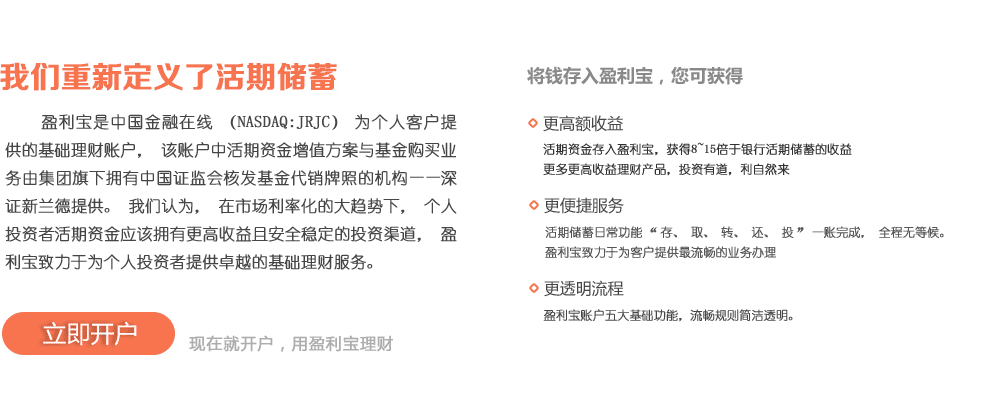 我们重新定义了活期储蓄
盈利宝是中国金融在线 (NASDAQ:JRJC) 为个人客户提
供的基础理财账户, 该账户中活期资金增值方案与基金购买业
务由集团旗下拥有中国证监会核发基金代销牌照的机构——深
证新兰德提供。 我们认为, 在市场利率化的大趋势下, 个人
投资者活期资金应该拥有更高收益且安全稳定的投资渠道, 盈
利宝致力于为个人投资者提供卓越的基础理财服务。
立即开户
现在就开户,用盈利宝理财
将钱存入盈利宝,您可获得
更高额收益
活期资金存入盈利宝,获得8~15倍于银行活期储蓄的收益
更多更高收益理财产品,投资有道,利自然来
更便捷服务
活期储蓄日常功能“存、取、转、还、投”一账完成, 全程无等候。
盈利宝致力于为客户提供最流畅的业务办理
更透明流程
盈利宝账户五大基础功能,流畅规则简洁透明。